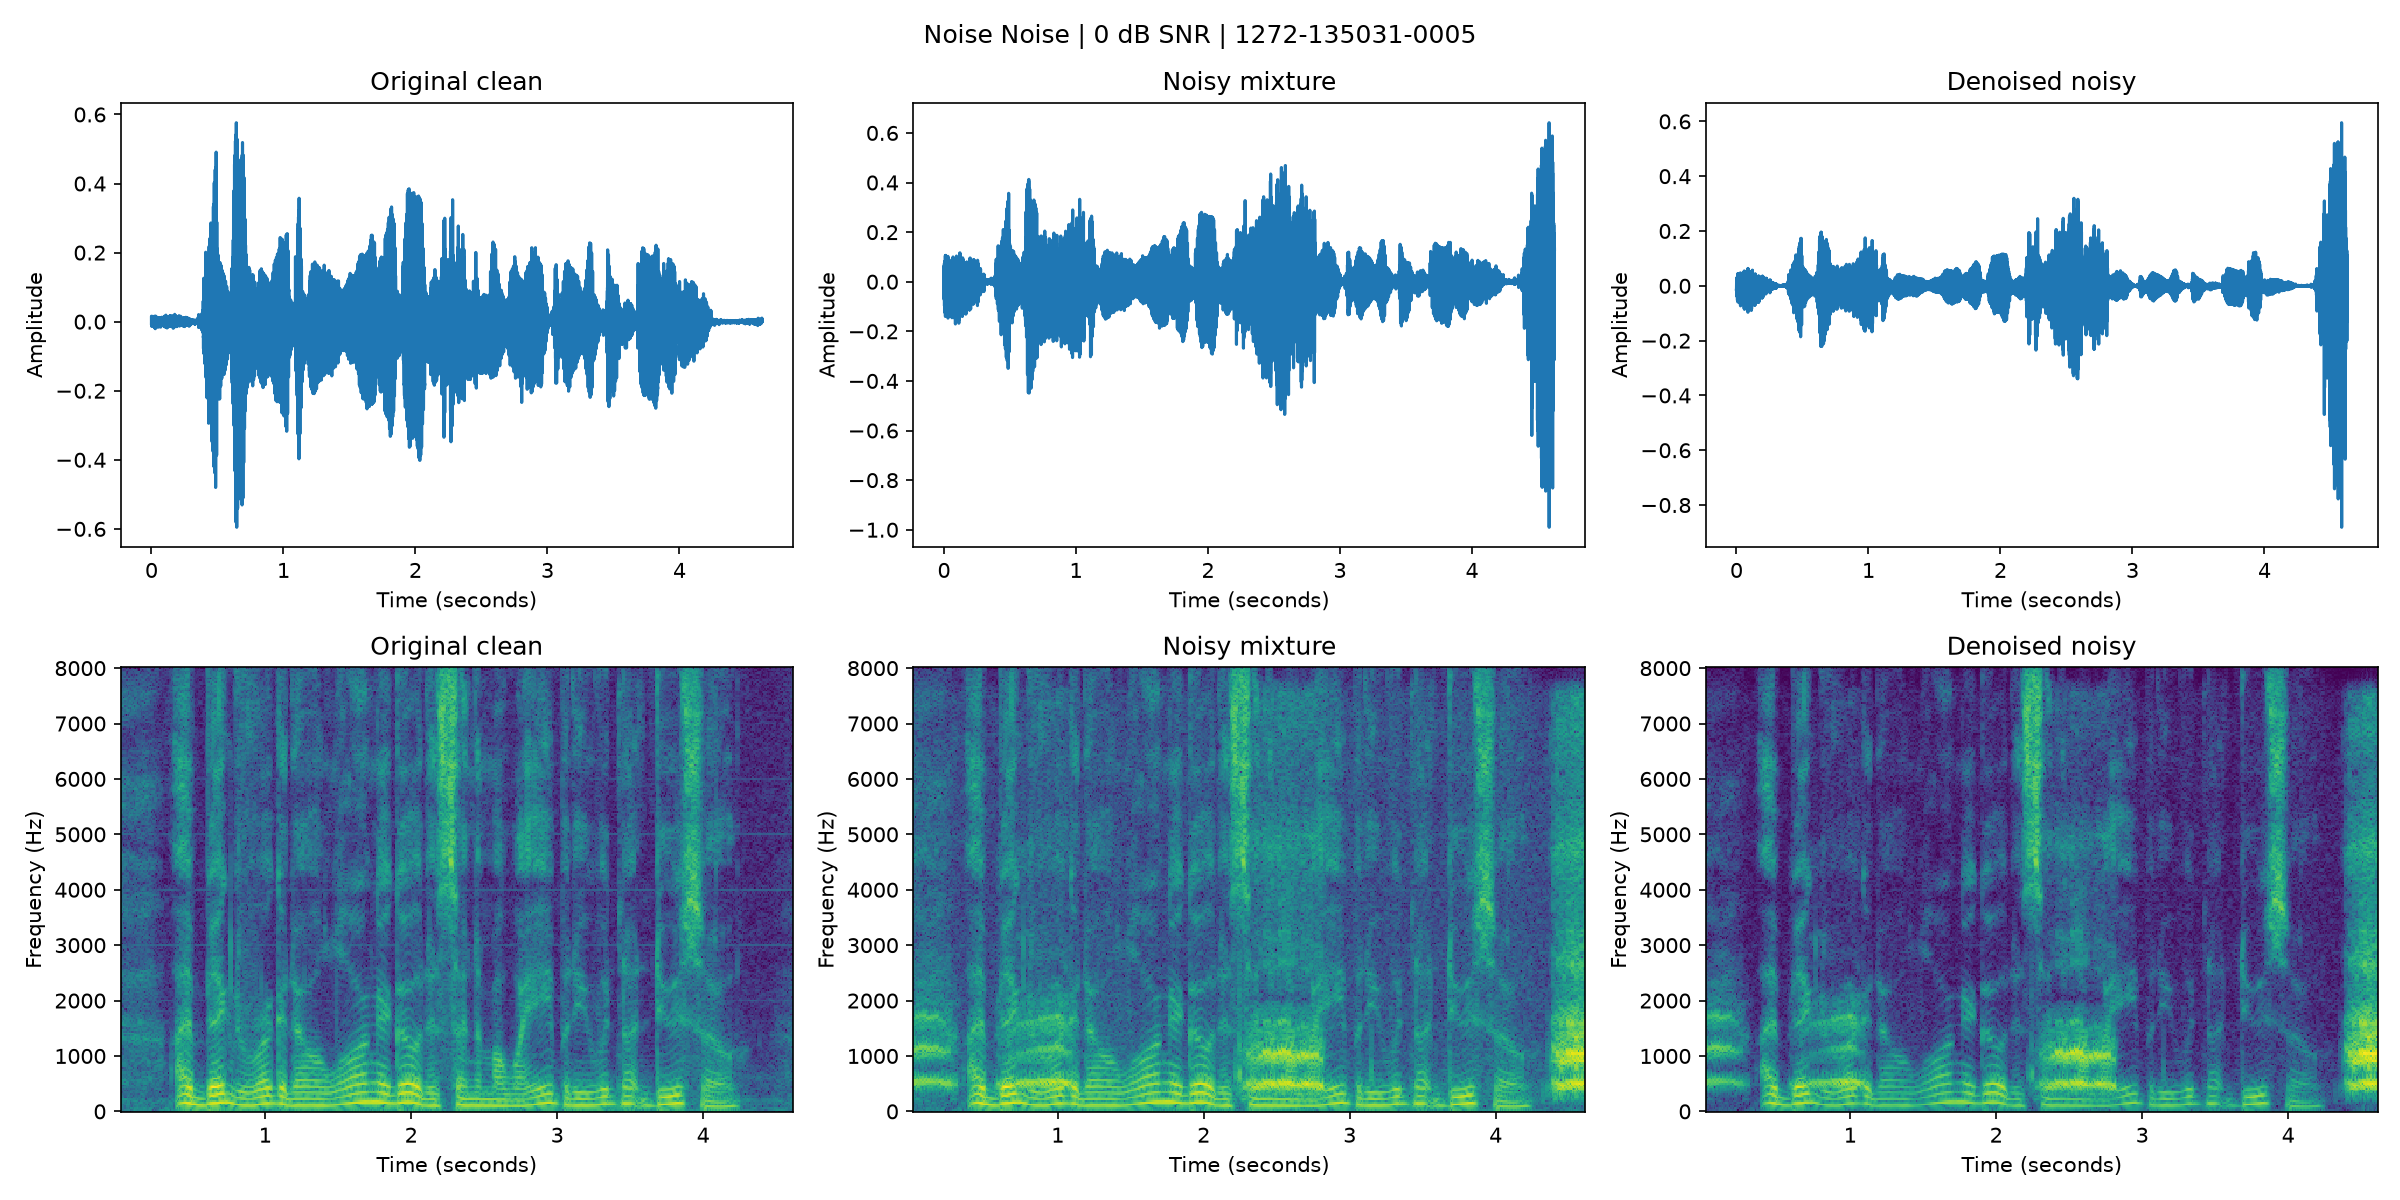 Noise Noise | 0 dB SNR | 1272-135031-0005
Original clean
Noisy mixture
Denoised noisy
0.6
0.4
0.2
0.0
−0.2
−0.4
−0.6
Amplitude
0 1 2 3 4
Time (seconds)
0.6
0.4
0.2
0.0
−0.2
−0.4
−0.6
−0.8
−1.0
Amplitude
0 1 2 3 4
Time (seconds)
0.6
0.4
0.2
0.0
−0.2
−0.4
−0.6
−0.8
Amplitude
0 1 2 3 4
Time (seconds)
Original clean
Noisy mixture
Denoised noisy
8000
7000
6000
5000
4000
3000
2000
1000
0
Frequency (Hz)
1 2 3 4
Time (seconds)
8000
7000
6000
5000
4000
3000
2000
1000
0
Frequency (Hz)
1 2 3 4
Time (seconds)
8000
7000
6000
5000
4000
3000
2000
1000
0
Frequency (Hz)
1 2 3 4
Time (seconds)